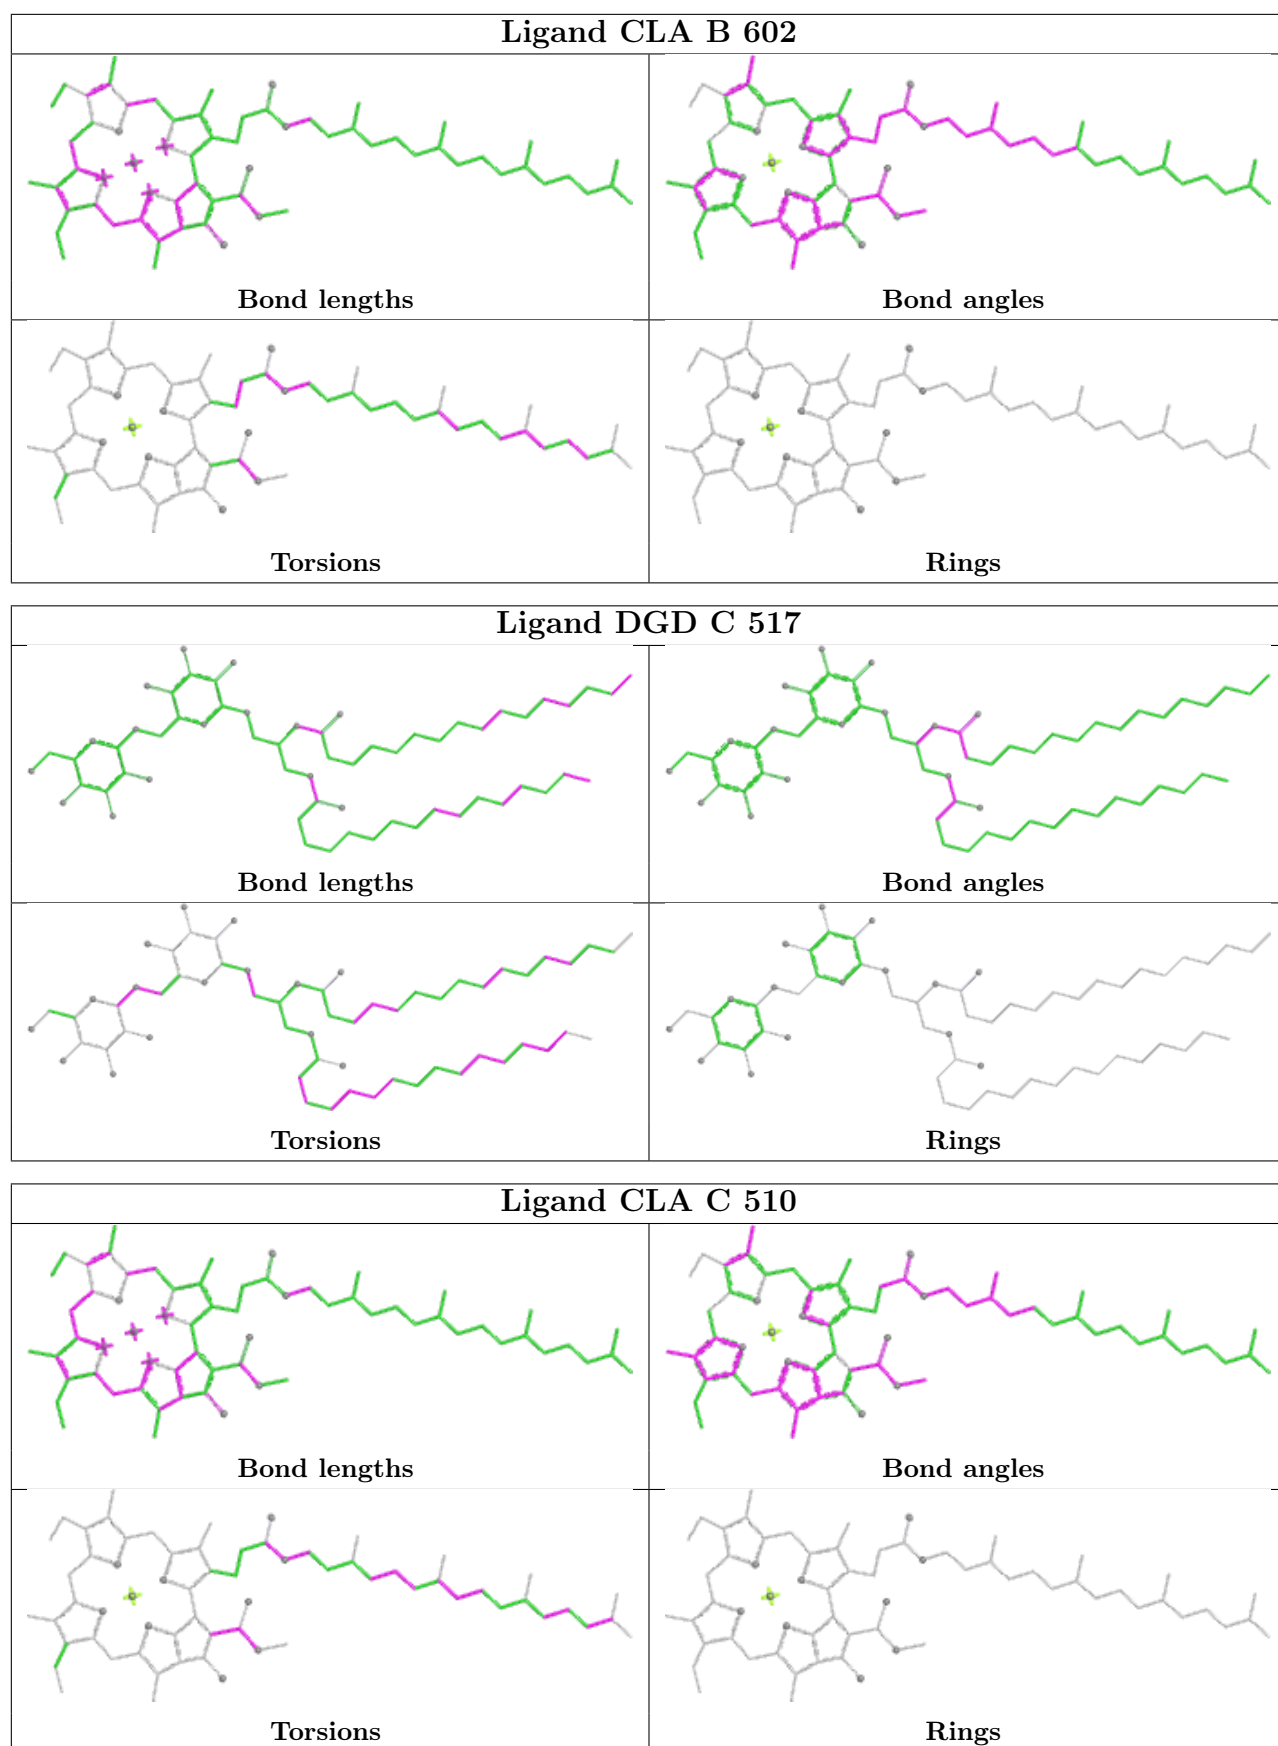 Ligand CLA B 602
Bond lengths
Bond angles
Torsions
Rings
Ligand DGD C 517
Bond lengths
Bond angles
Torsions
Rings
Ligand CLA C 510
Bond lengths
Bond angles
Torsions
Rings